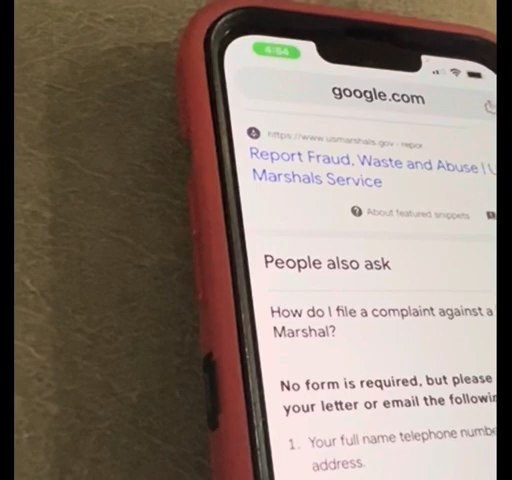 4:54
google.com
https://www.usmarshals.gov › repor
Report Fraud, Waste and Abuse | U
Marshals Service
About featured snippets
People also ask
How do I file a complaint against a
Marshal?
No form is required, but please
your letter or email the followin
1. Your full name telephone numbe
address.